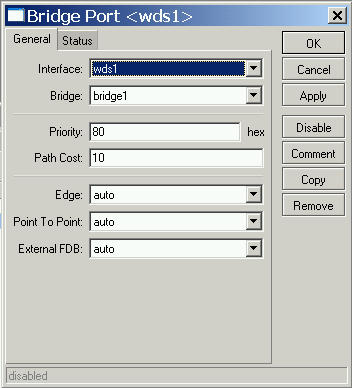 Bridge Port <wds1>
General Status
Interface: wds1
Bridge: bridge1
Priority: 80 hex
Path Cost: 10
Edge: auto
Point To Point: auto
External FDB: auto
OK
Cancel
Apply
Disable
Comment
Copy
Remove
disabled